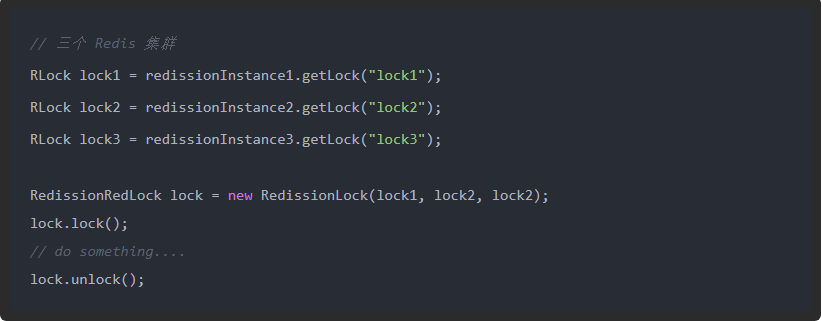 // 三个 Redis 集群
RLock lock1 = redissionInstance1.getLock("lock1");
RLock lock2 = redissionInstance2.getLock("lock2");
RLock lock3 = redissionInstance3.getLock("lock3");
RedissionRedLock lock = new RedissionLock(lock1, lock2, lock2);
lock.lock();
// do something....
lock.unlock();